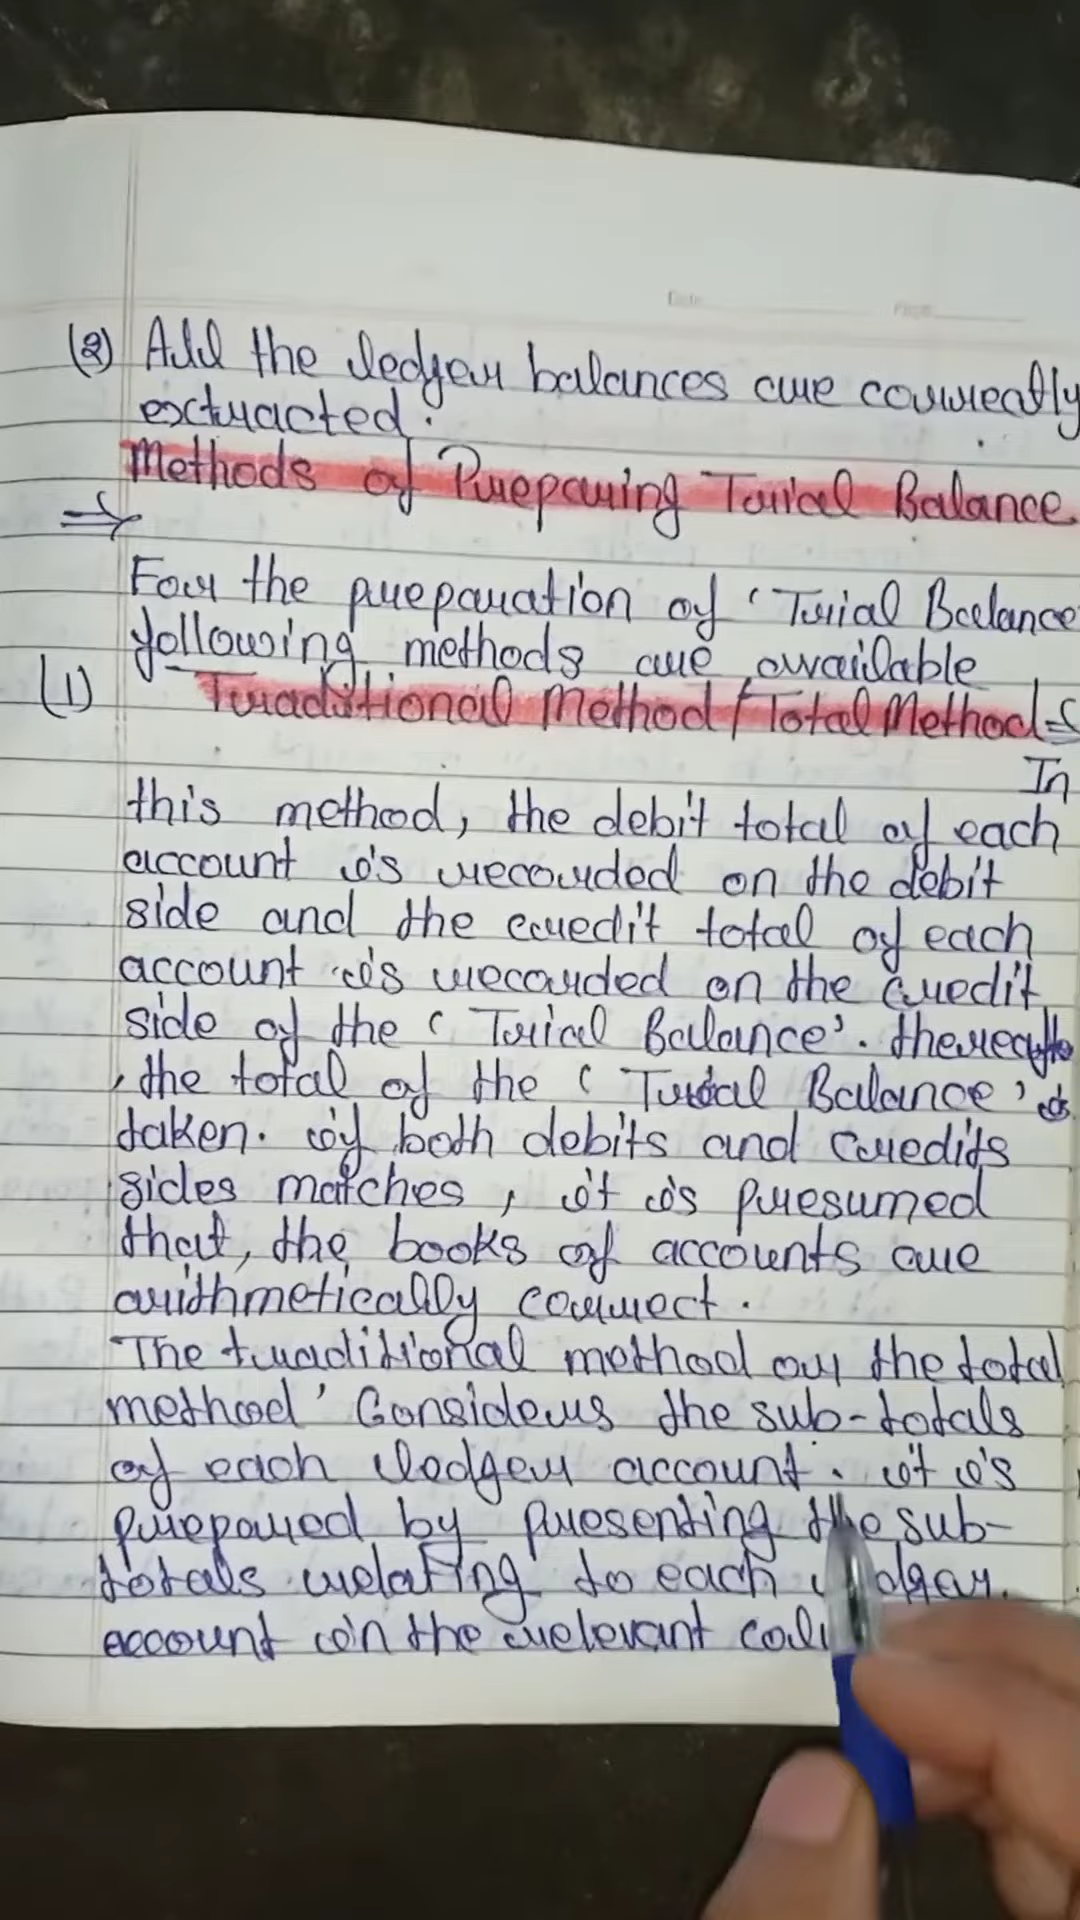 Date
Page
(2) All the ledger balances are correctly
extracted.
Methods of Preparing Trial Balance
For the preparation of 'Trial Balance
following methods are available
(1) Traditional Method / Total Method :-
In
this method, the debit total of each
account is recorded on the debit
side and the credit total of each
account is recorded on the credit
side of the 'Trial Balance'. thereafte
, the total of the 'Trial Balance' is
taken. if both debits and credits
sides matches, it is presumed
that, the books of accounts are
arithmetically correct.
The traditional method or the total
method' Considers the sub-totals
of each ledger account. it is
prepared by presenting the sub-
totals relating to each
account in the relevant